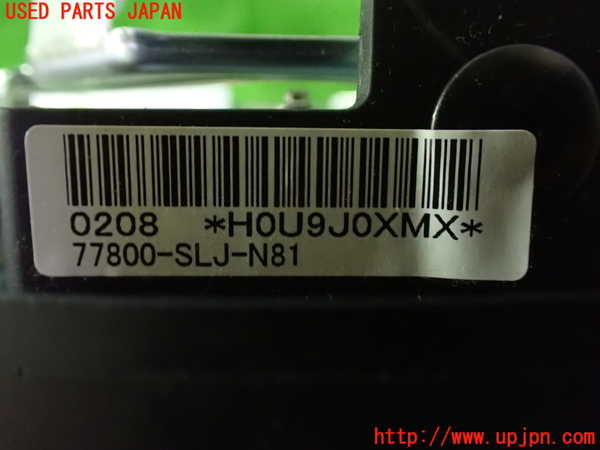 USED PARTS JAPAN
0208 *H0U9J0XMX*
77800-SLJ-N81
http://www.upjpn.com/